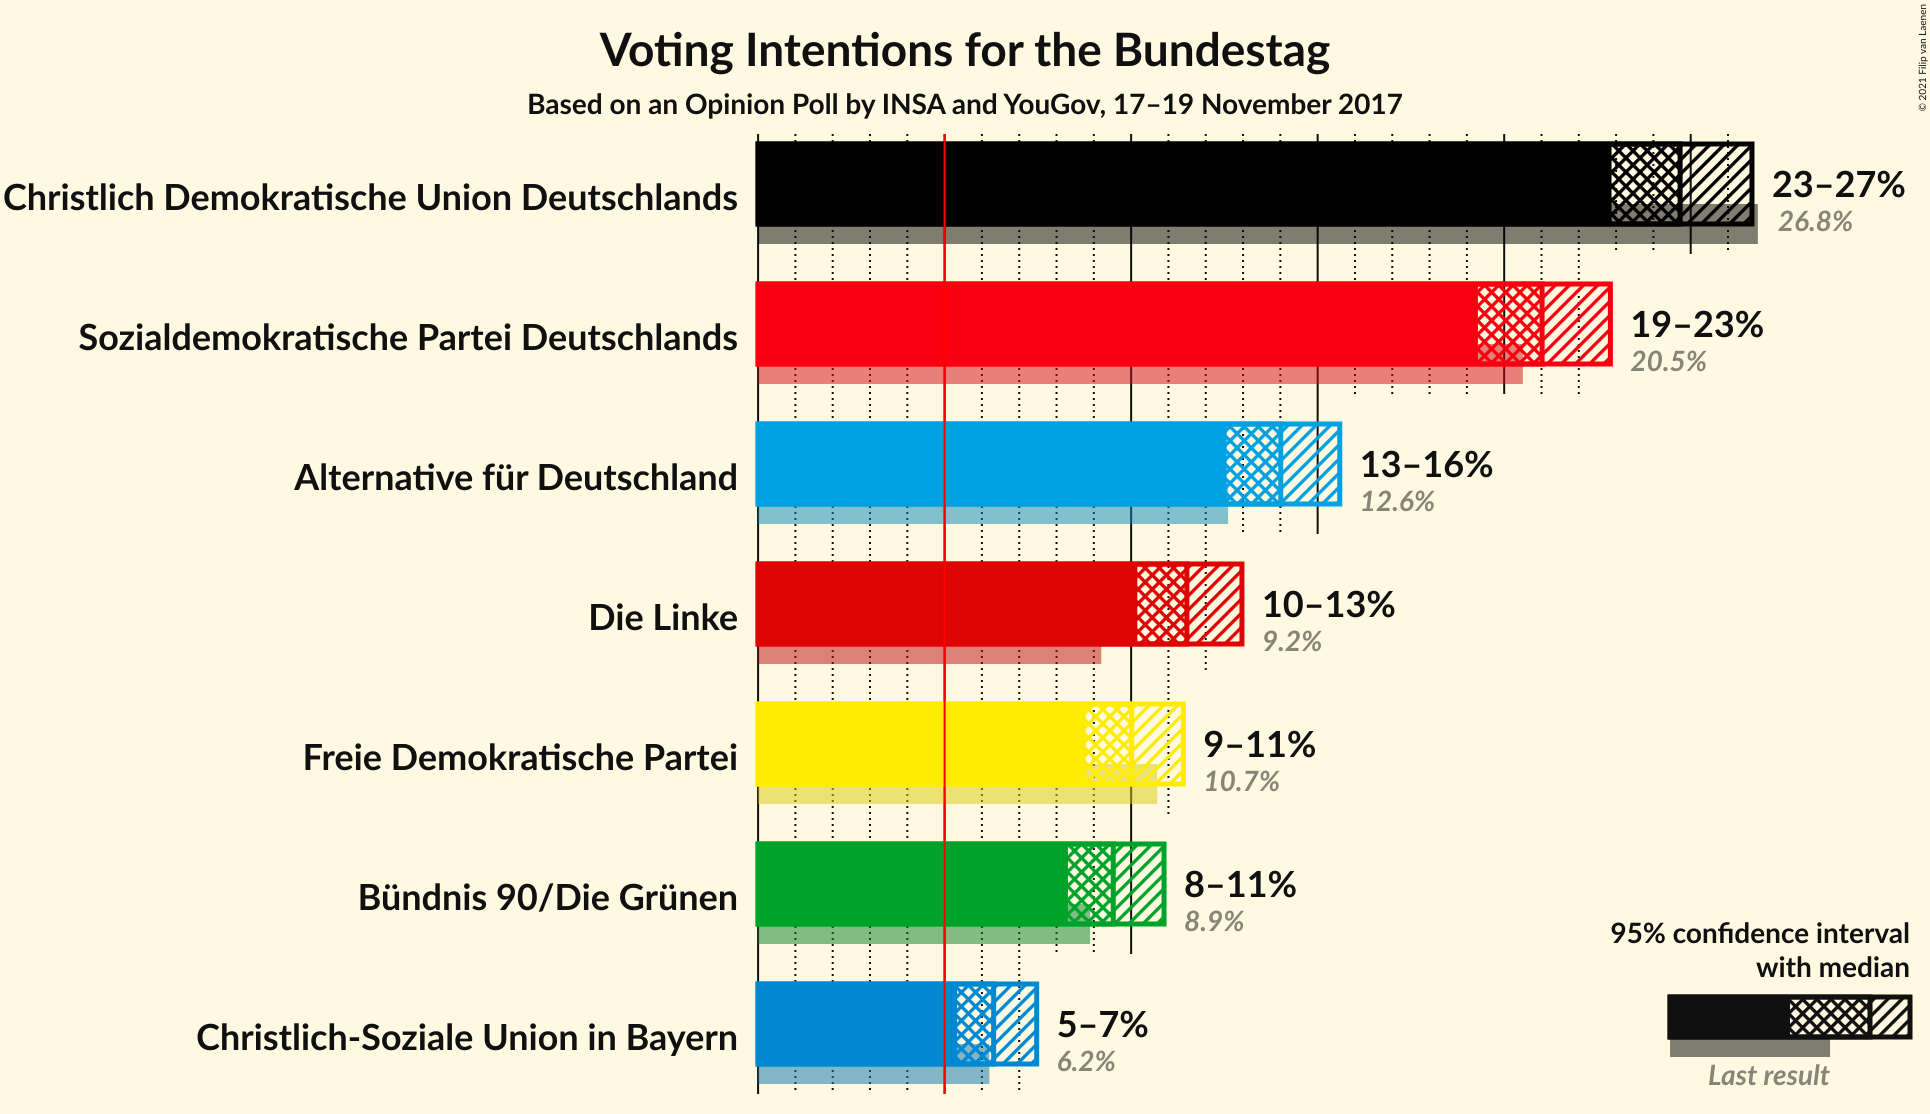 Voting Intentions for the Bundestag
Based on an Opinion Poll by INSA and YouGov, 17–19 November 2017
© 2021 Filip van Laenen
Christlich Demokratische Union Deutschlands
23–27%
26.8%
Sozialdemokratische Partei Deutschlands
19–23%
20.5%
Alternative für Deutschland
13–16%
12.6%
Die Linke
10–13%
9.2%
Freie Demokratische Partei
9–11%
10.7%
Bündnis 90/Die Grünen
8–11%
8.9%
Christlich-Soziale Union in Bayern
5–7%
6.2%
95% confidence interval
with median
Last result